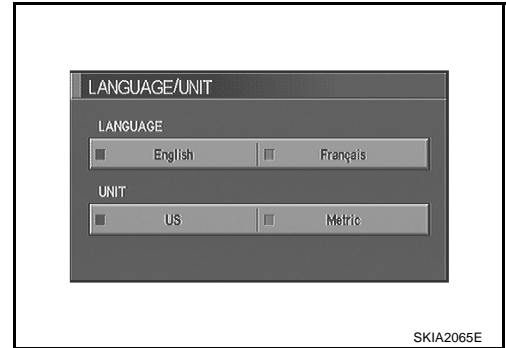 LANGUAGE/UNIT
LANGUAGE
English Français
UNIT
US Metric
SKIA2065E